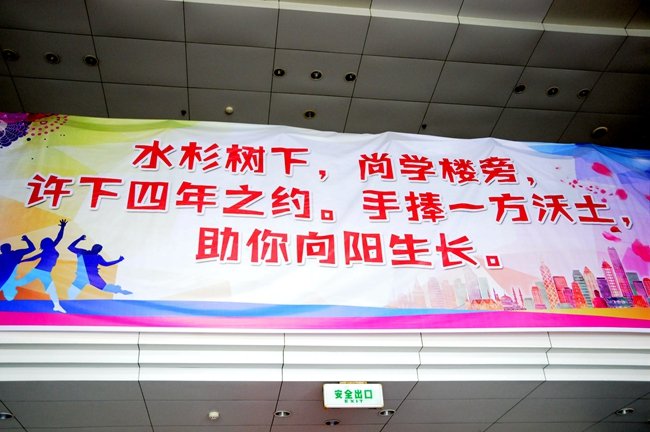 水杉树下，尚学楼旁，
许下四年之约。手捧一方沃土，
助你向阳生长。
安全出口
EXIT